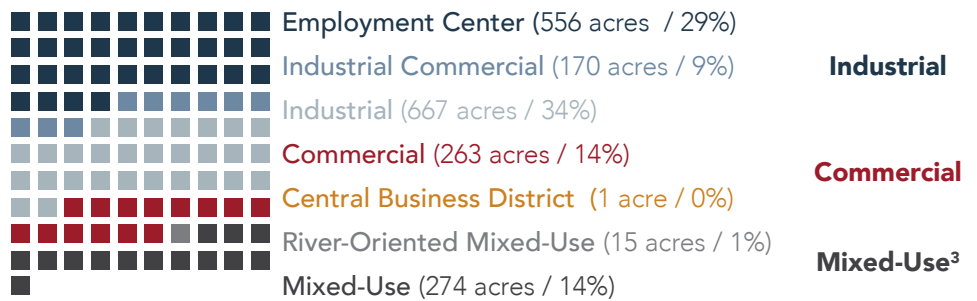 Employment Center (556 acres / 29%)
Industrial Commercial (170 acres / 9%)
Industrial
Industrial (667 acres / 34%)
Commercial (263 acres / 14%)
Commercial
Central Business District (1 acre / 0%)
River-Oriented Mixed-Use (15 acres / 1%)
Mixed-Use³
Mixed-Use (274 acres / 14%)